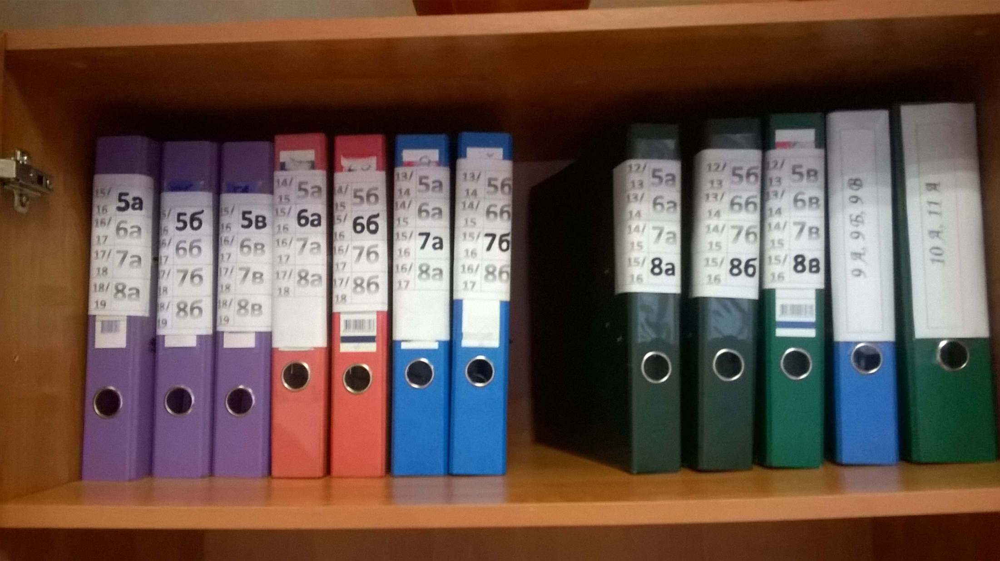 15/16 5а
16/17 6а
17/18 7а
18/19 8а
5/16 5б
6/17 6б
7/18 7б
8/19 8б
15/16 5в
16/17 6в
17/18 7в
18/19 8в
14/15 5а
15/16 6а
16/17 7а
17/18 8а
4/15 5б
5/16 6б
16/17 7б
17/18 8б
13/14 5а
14/15 6а
15/16 7а
16/17 8а
13/14 5б
14/15 6б
15/16 7б
16/17 8б
12/13 5а
13/14 6а
14/15 7а
15/16 8а
12/13 5б
13/14 6б
14/15 7б
15/16 8б
12/13 5в
13/14 6в
14/15 7в
15/16 8в
9 А, 9 Б, 9 В
10 А, 11 А